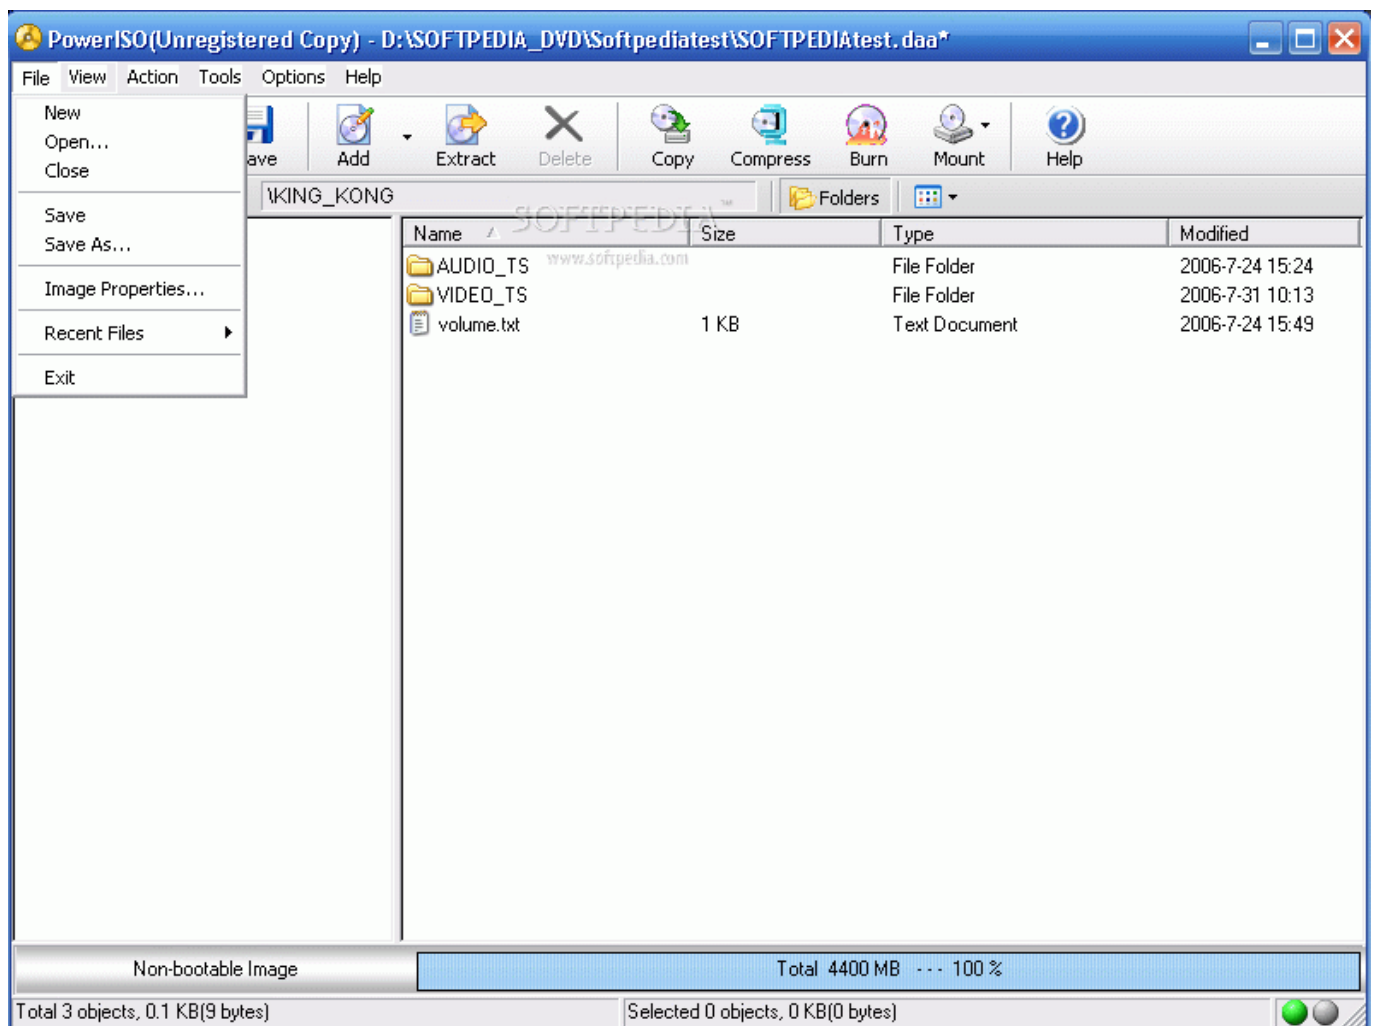 PowerISO(Unregistered Copy) - D:\SOFTPEDIA_DVD\Softpediatest\SOFTPEDIAtest.daa*
File View Action Tools Options Help
New
Open...
Close
Save
Save As...
Image Properties...
Recent Files
Exit
ave Add Extract Delete Copy Compress Burn Mount Help
\KING_KONG Folders
SOFTPEDIA™
www.softpedia.com
Name Size Type Modified
AUDIO_TS File Folder 2006-7-24 15:24
VIDEO_TS File Folder 2006-7-31 10:13
volume.txt 1 KB Text Document 2006-7-24 15:49
Non-bootable Image Total 4400 MB --- 100 %
Total 3 objects, 0.1 KB(9 bytes) Selected 0 objects, 0 KB(0 bytes)